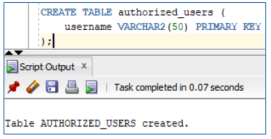 CREATE TABLE authorized_users (
username VARCHAR2(50) PRIMARY KEY
);
Script Output ×
Task completed in 0.07 seconds
Table AUTHORIZED_USERS created.